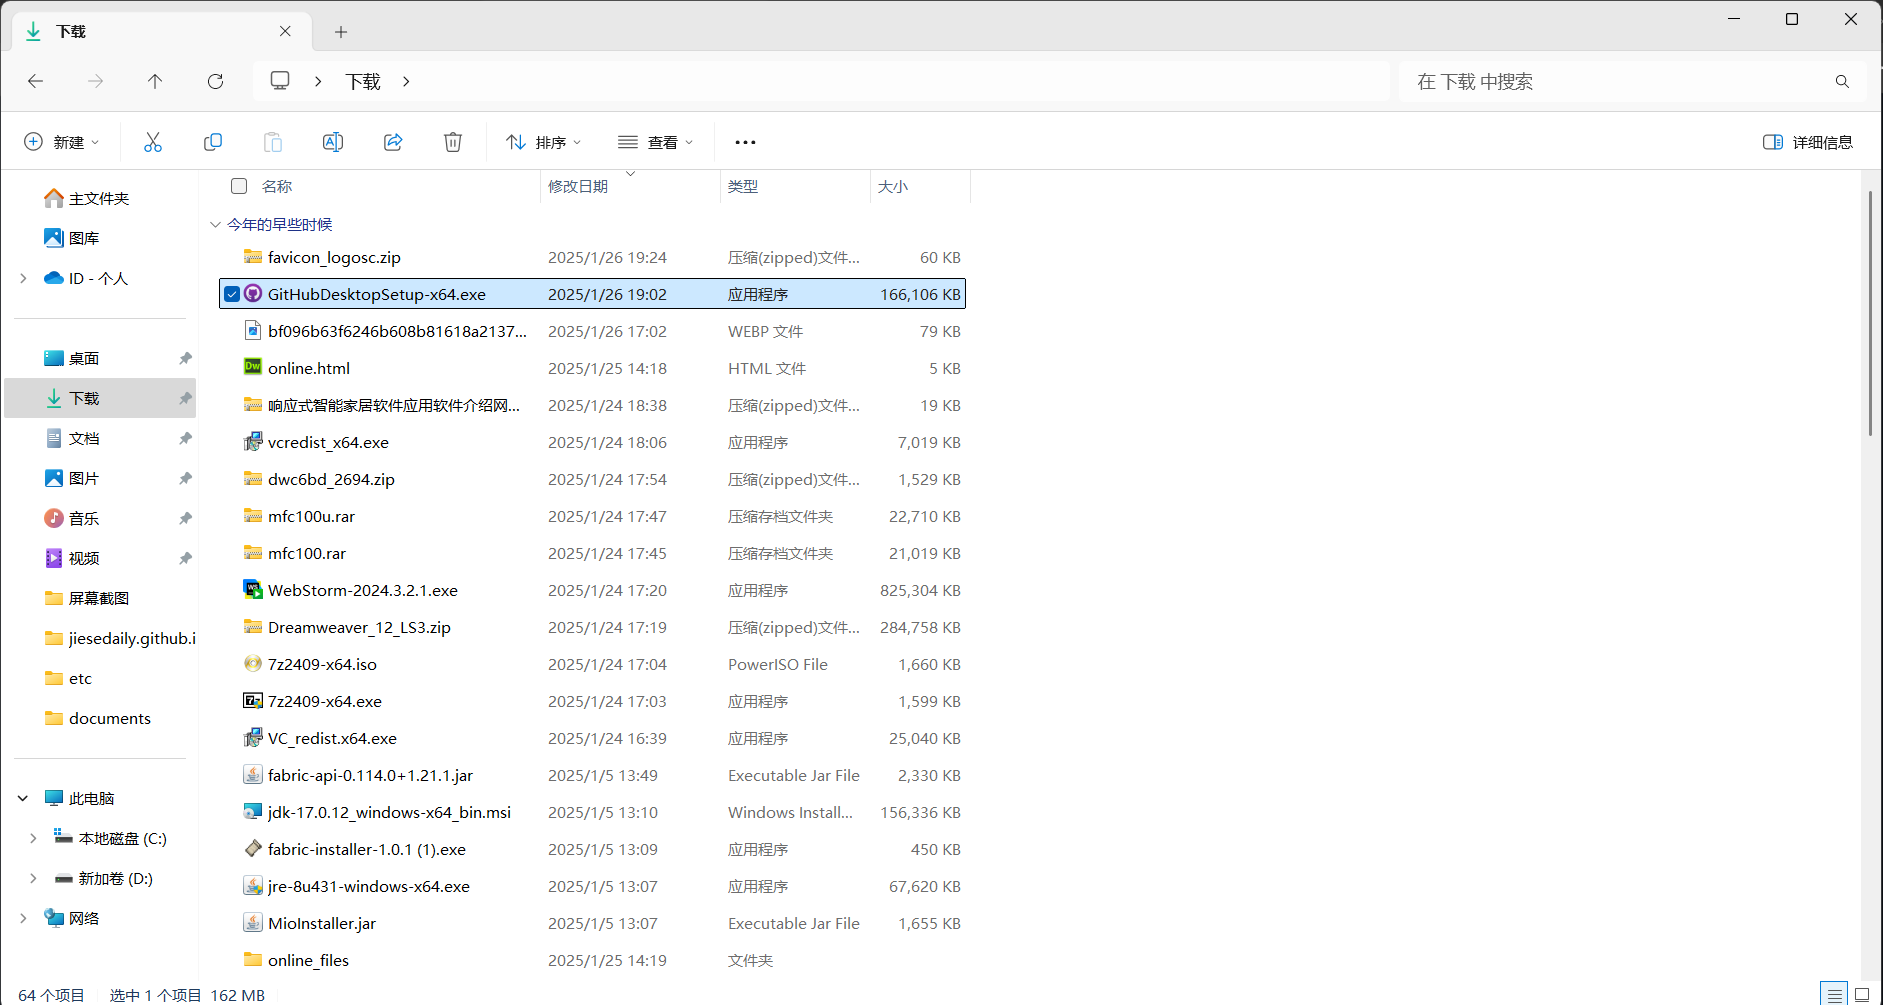 下载
下载
在 下载 中搜索
新建
排序
查看
详细信息
主文件夹
图库
ID - 个人
桌面
下载
文档
图片
音乐
视频
屏幕截图
jiesedaily.github.i
etc
documents
此电脑
本地磁盘 (C:)
新加卷 (D:)
网络
名称 修改日期 类型 大小
今年的早些时候
favicon_logosc.zip 2025/1/26 19:24 压缩(zipped)文件... 60 KB
GitHubDesktopSetup-x64.exe 2025/1/26 19:02 应用程序 166,106 KB
bf096b63f6246b608b81618a2137... 2025/1/26 17:02 WEBP 文件 79 KB
Dw online.html 2025/1/25 14:18 HTML 文件 5 KB
响应式智能家居软件应用软件介绍网... 2025/1/24 18:38 压缩(zipped)文件... 19 KB
vcredist_x64.exe 2025/1/24 18:06 应用程序 7,019 KB
dwc6bd_2694.zip 2025/1/24 17:54 压缩(zipped)文件... 1,529 KB
mfc100u.rar 2025/1/24 17:47 压缩存档文件夹 22,710 KB
mfc100.rar 2025/1/24 17:45 压缩存档文件夹 21,019 KB
WebStorm-2024.3.2.1.exe 2025/1/24 17:20 应用程序 825,304 KB
Dreamweaver_12_LS3.zip 2025/1/24 17:19 压缩(zipped)文件... 284,758 KB
7z2409-x64.iso 2025/1/24 17:04 PowerISO File 1,660 KB
7z2409-x64.exe 2025/1/24 17:03 应用程序 1,599 KB
VC_redist.x64.exe 2025/1/24 16:39 应用程序 25,040 KB
fabric-api-0.114.0+1.21.1.jar 2025/1/5 13:49 Executable Jar File 2,330 KB
jdk-17.0.12_windows-x64_bin.msi 2025/1/5 13:10 Windows Install... 156,336 KB
fabric-installer-1.0.1 (1).exe 2025/1/5 13:09 应用程序 450 KB
jre-8u431-windows-x64.exe 2025/1/5 13:07 应用程序 67,620 KB
MioInstaller.jar 2025/1/5 13:07 Executable Jar File 1,655 KB
online_files 2025/1/25 14:19 文件夹
64 个项目 选中 1 个项目 162 MB